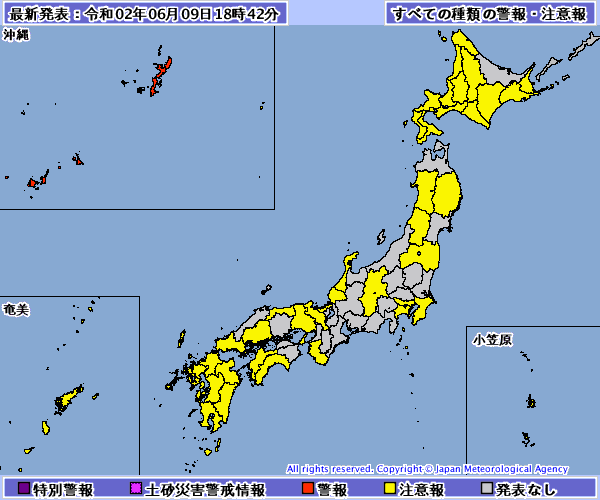 最新発表：令和02年06月09日18時42分
すべての種類の警報・注意報
沖縄
奄美
小笠原
All rights reserved. Copyright © Japan Meteorological Agency
特別警報 土砂災害警戒情報 警報 注意報 発表なし